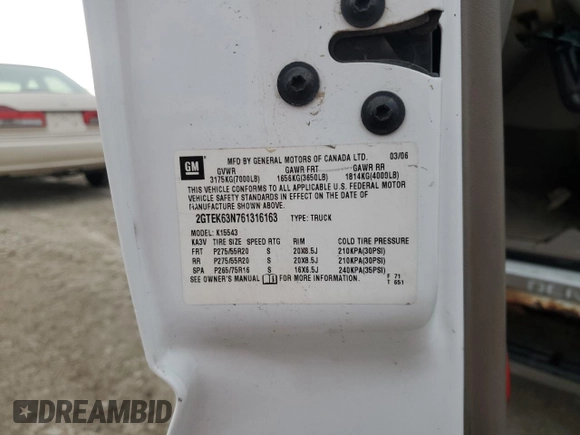 GM
MFD BY GENERAL MOTORS OF CANADA LTD. 03/06
GVWR GAWR FRT GAWR RR
3175KG(7000LB) 1656KG(3650LB) 1814KG(4000LB)
THIS VEHICLE CONFORMS TO ALL APPLICABLE U.S. FEDERAL MOTOR
VEHICLE SAFETY STANDARDS IN EFFECT ON THE DATE OF
MANUFACTURE SHOWN ABOVE.
2GTEK63N761316163 TYPE: TRUCK
MODEL: K15543
KA3V TIRE SIZE SPEED RTG RIM COLD TIRE PRESSURE
FRT P275/55R20 S 20X8.5J 210KPA(30PSI)
RR P275/55R20 S 20X8.5J 210KPA(30PSI)
SPA P265/75R16 S 16X6.5J 240KPA(35PSI)
SEE OWNER'S MANUAL FOR MORE INFORMATION.
F 71
T 651
DREAMBID